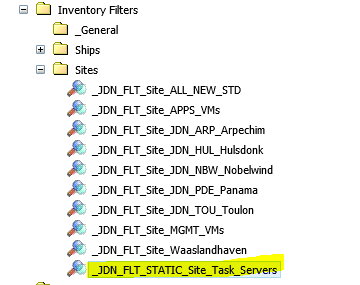 Inventory Filters
_General
Ships
Sites
_JDN_FLT_Site_ALL_NEW_STD
_JDN_FLT_Site_APPS_VMs
_JDN_FLT_Site_JDN_ARP_Arpechim
_JDN_FLT_Site_JDN_HUL_Hulsdonk
_JDN_FLT_Site_JDN_NBW_Nobelwind
_JDN_FLT_Site_JDN_PDE_Panama
_JDN_FLT_Site_JDN_TOU_Toulon
_JDN_FLT_Site_MGMT_VMs
_JDN_FLT_Site_Waaslandhaven
_JDN_FLT_STATIC_Site_Task_Servers